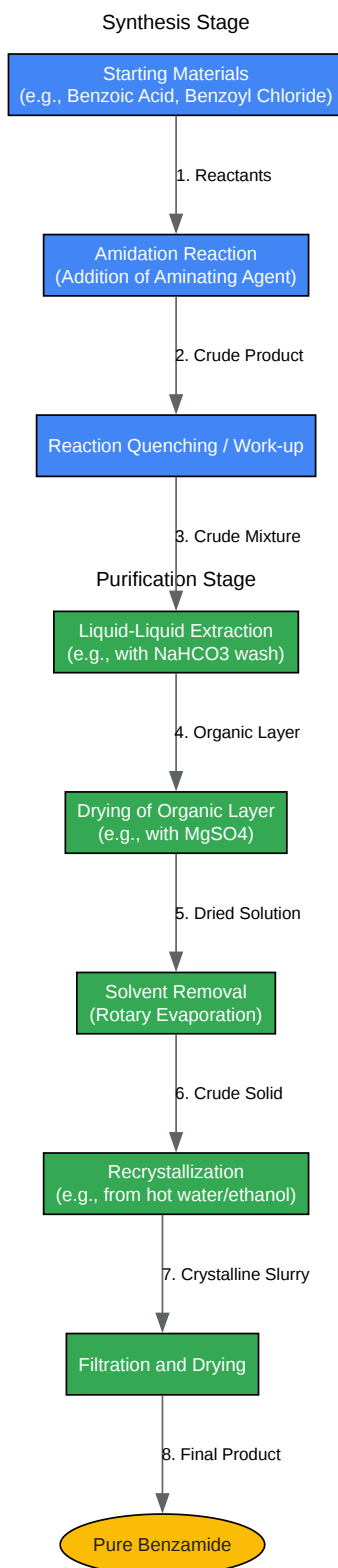 Synthesis Stage
Starting Materials
(e.g., Benzoic Acid, Benzoyl Chloride)
1. Reactants
Amidation Reaction
(Addition of Aminating Agent)
2. Crude Product
Reaction Quenching / Work-up
3. Crude Mixture
Purification Stage
Liquid-Liquid Extraction
(e.g., with NaHCO3 wash)
4. Organic Layer
Drying of Organic Layer
(e.g., with MgSO4)
5. Dried Solution
Solvent Removal
(Rotary Evaporation)
6. Crude Solid
Recrystallization
(e.g., from hot water/ethanol)
7. Crystalline Slurry
Filtration and Drying
8. Final Product
Pure Benzamide